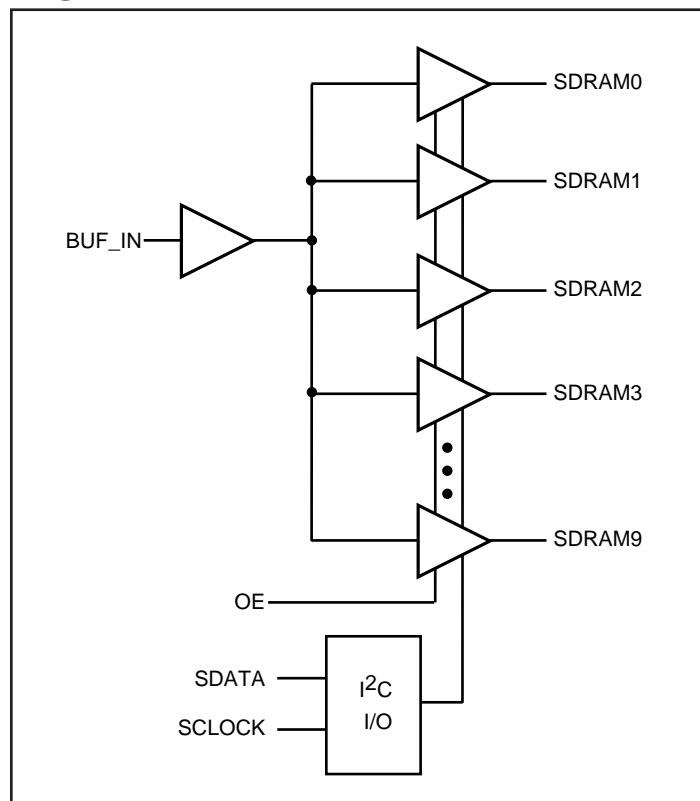 SDRAM0
SDRAM1
BUF_IN
SDRAM2
SDRAM3
SDRAM9
OE
SDATA
I²C
SCLOCK
I/O